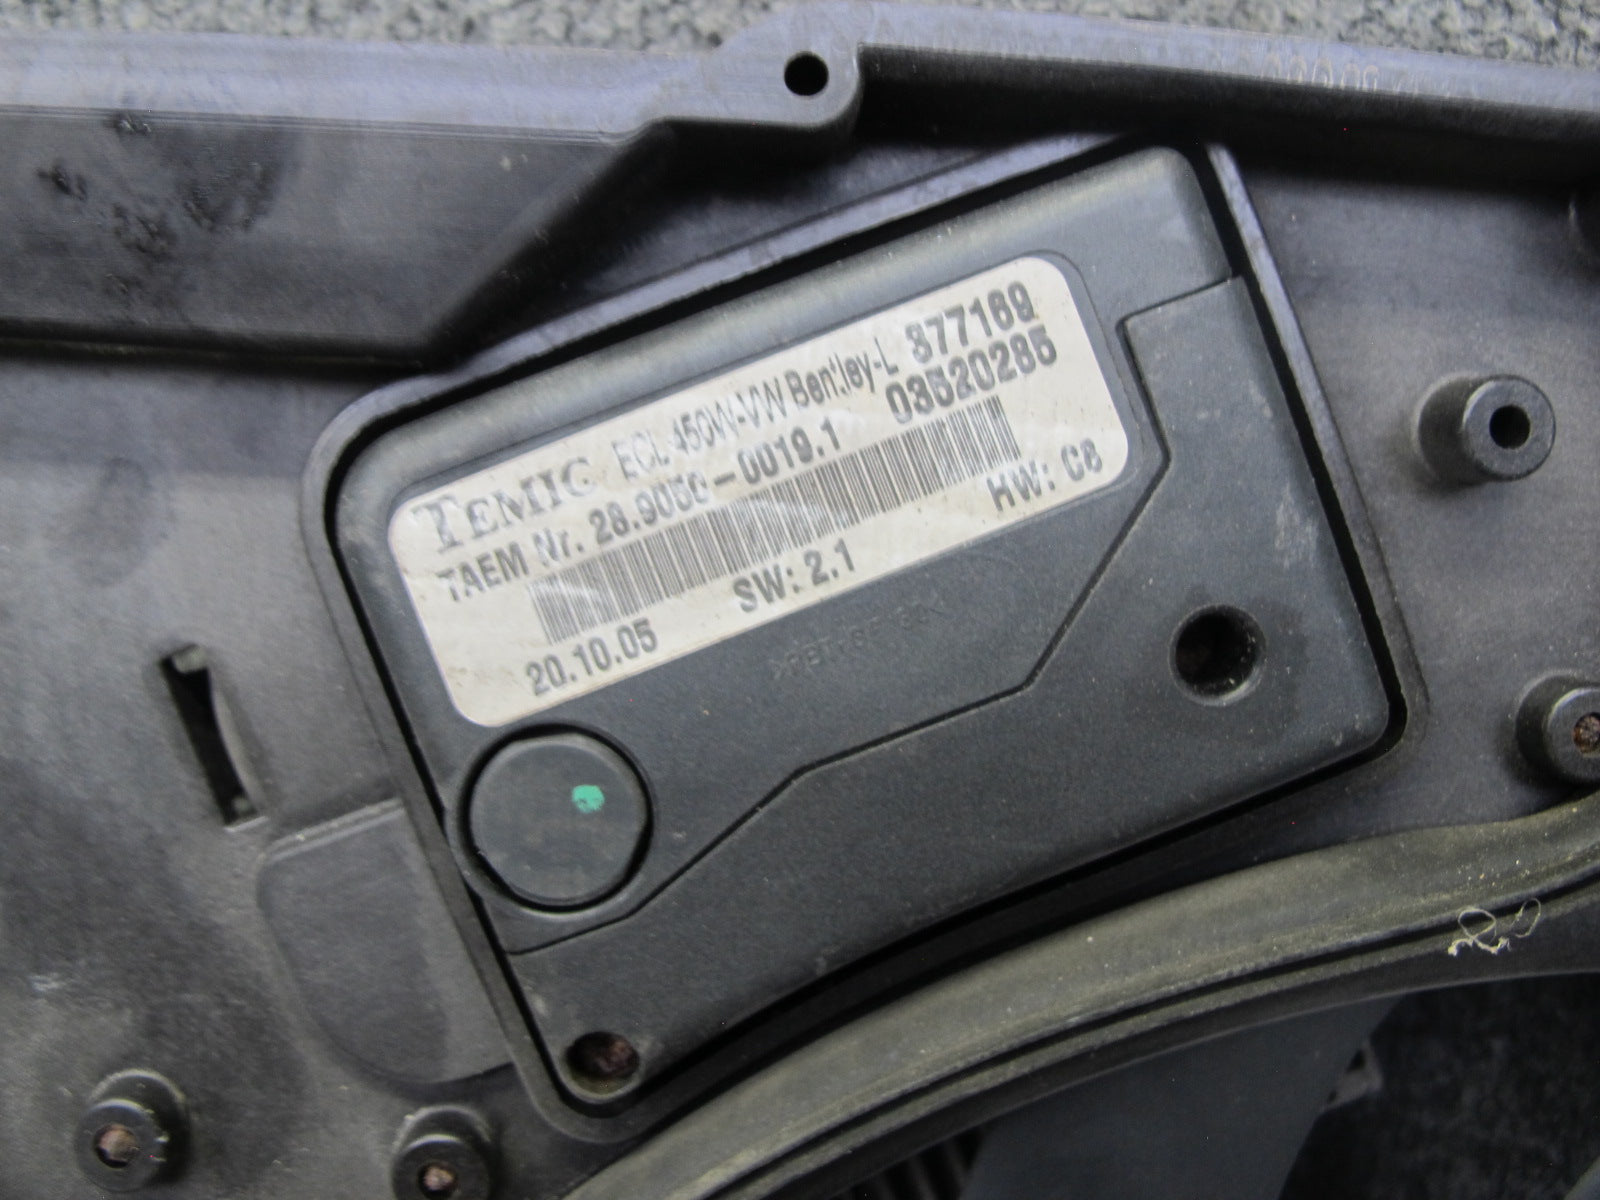 TEMIC ECL 450W-VW Bentley-L 377169
TAEM Nr. 28.9050-0019.1 03520285
SW: 2.1 HW: C8
20.10.05